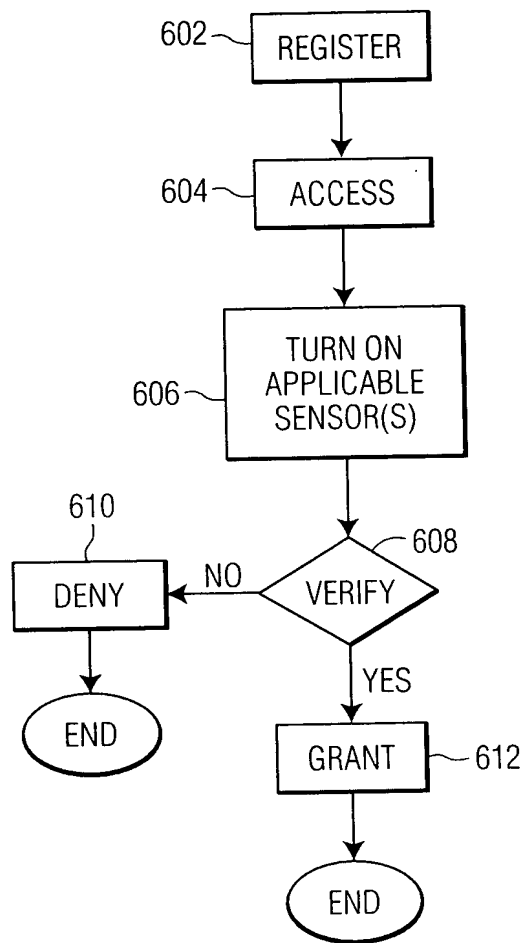 602
REGISTER
604
ACCESS
606
TURN ON
APPLICABLE
SENSOR(S)
608
VERIFY
NO
610
DENY
END
YES
GRANT
612
END